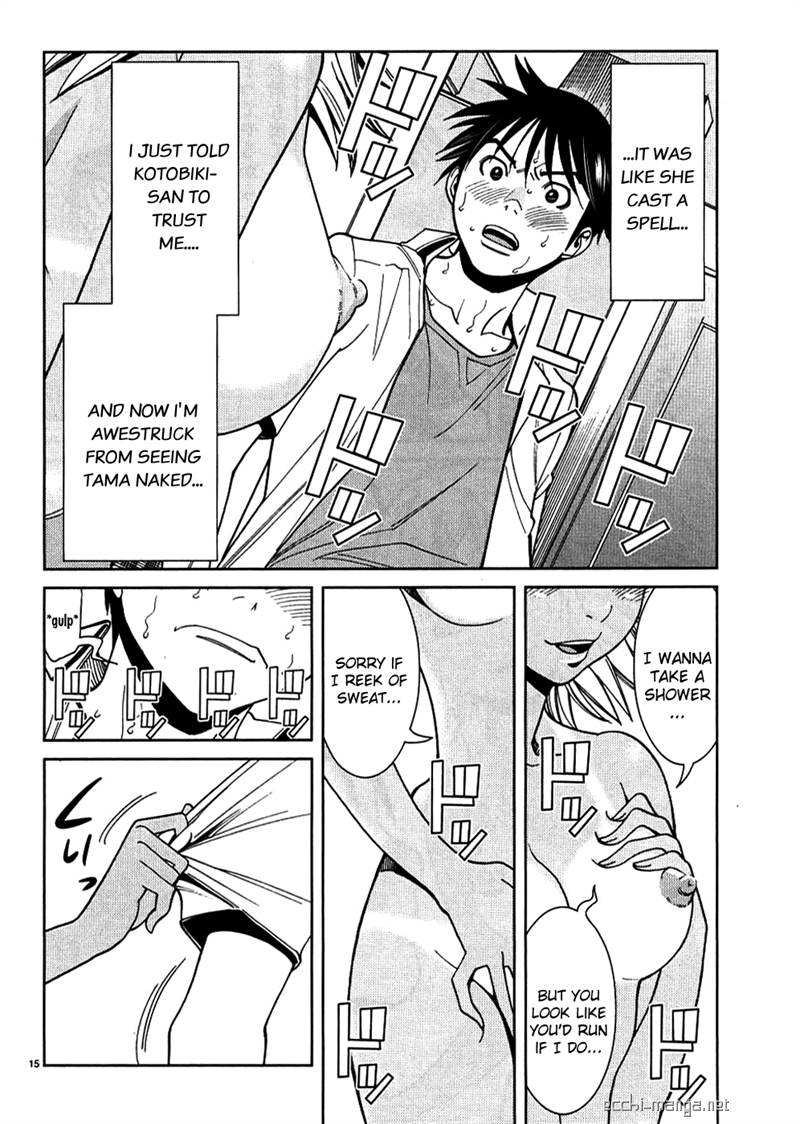 ...IT WAS
LIKE SHE
CAST A
SPELL...
I JUST TOLD
KOTOBIKI-
SAN TO
TRUST
ME....
AND NOW I'M
AWESTRUCK
FROM SEEING
TAMA NAKED...
ドドド
ドッ
ドッ
ドッ
ドッ
I WANNA
TAKE A
SHOWER
...
BUT YOU
LOOK LIKE
YOU'D RUN
IF I DO...
ドッ
ドッ
SORRY IF
I REEK OF
SWEAT...
ドッ
ドッ
*gulp*
ドッ ドッ ドッ ドッ
くいっ
15
ecchi-manga.net